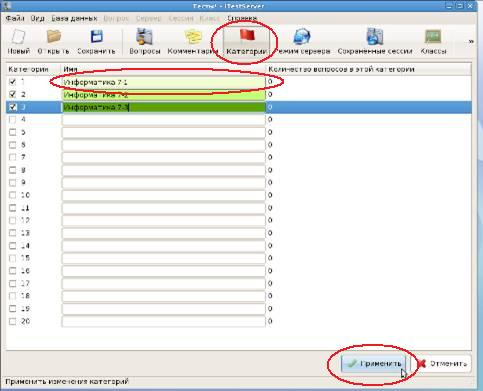 Тесты* - iTestServer
Файл Вид База данных Вопрос Сервер Сессия Класс Справка
Новый Открыть Сохранить Вопросы Комментарии Категории Режим сервера Сохранённые сессии Классы »
Категория Имя Количество вопросов в этой категории
1 Информатика 7-1 0
2 Информатика 7-2 0
3 Информатика 7-3 0
4 0
5 0
6 0
7 0
8 0
9 0
10 0
11 0
12 0
13 0
14 0
15 0
16 0
17 0
18 0
19 0
20 0
Применить Отменить
Применить изменения категорий